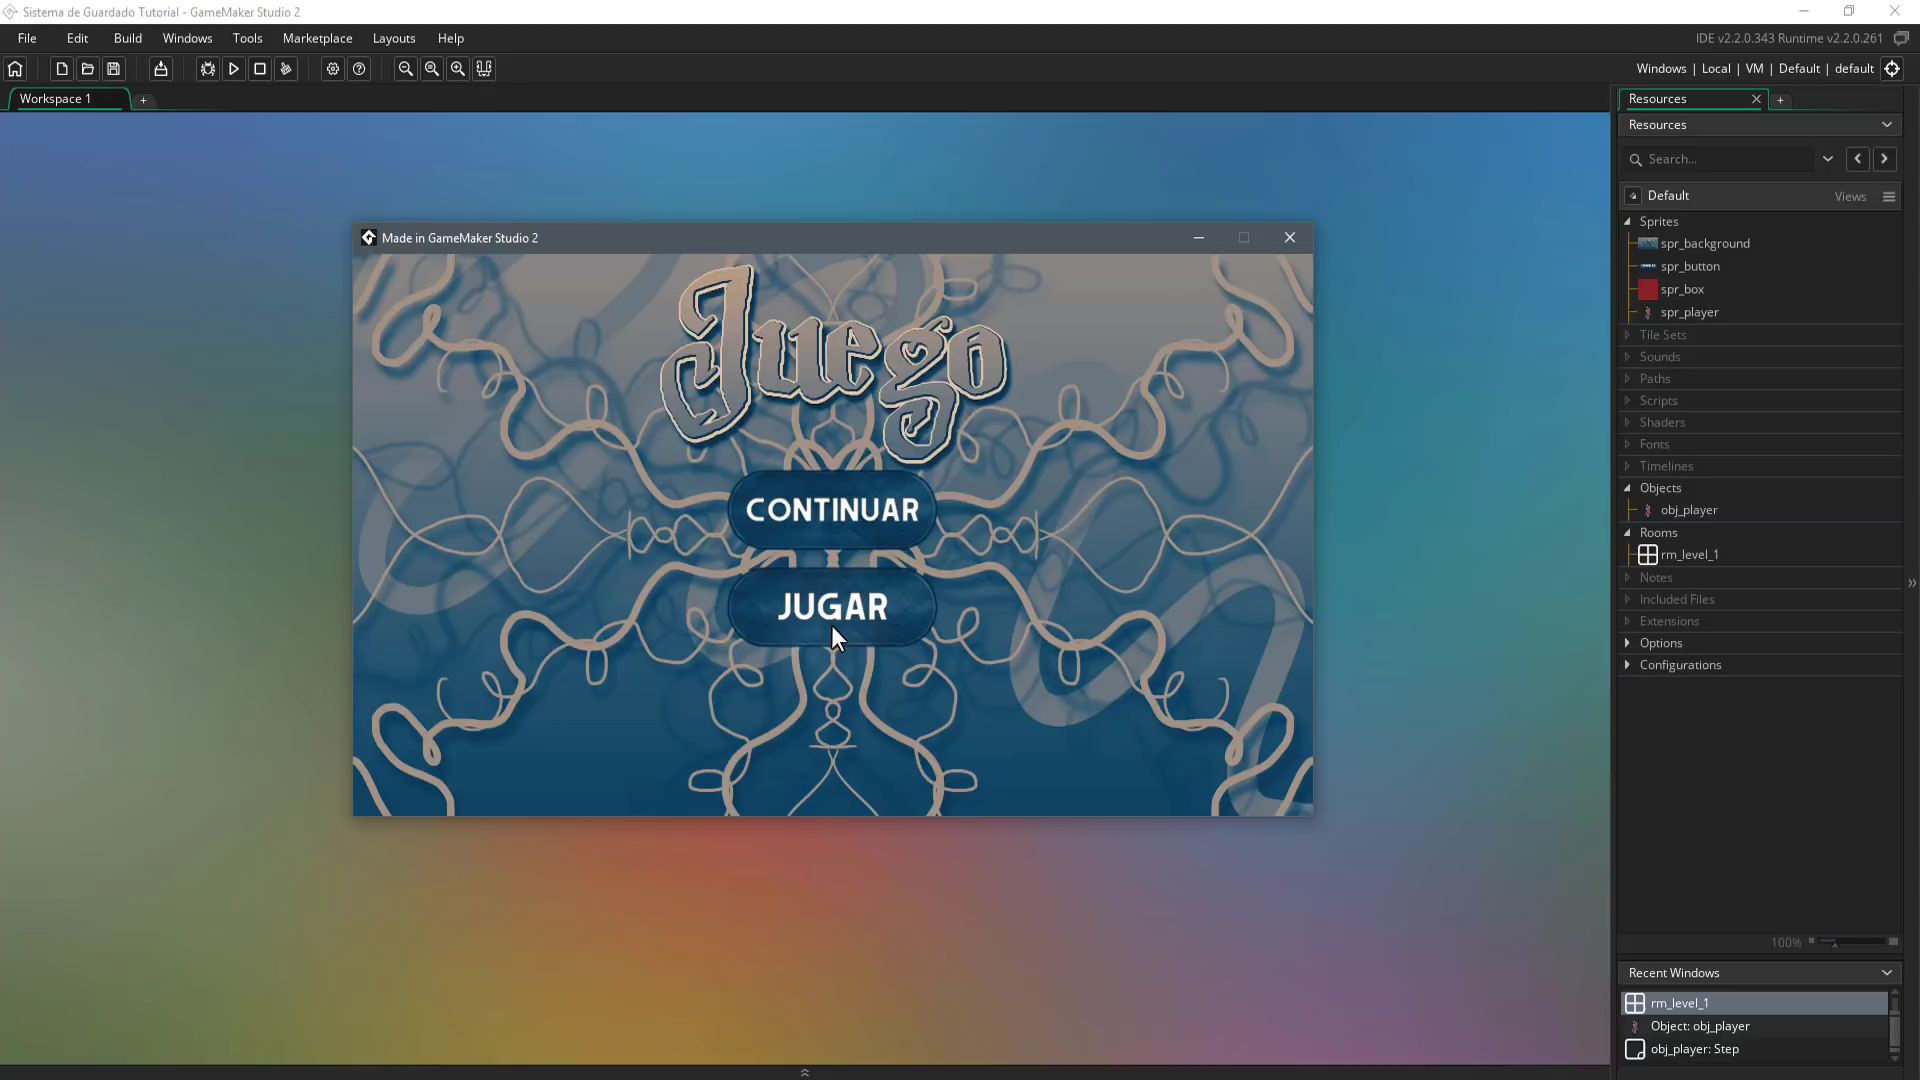 Sistema de Guardado Tutorial - GameMaker Studio 2
File Edit Build Windows Tools Marketplace Layouts Help
IDE v2.2.0.343 Runtime v2.2.0.261
Windows | Local | VM | Default | default
Workspace 1
Resources
Resources
Search...
Default Views
Sprites
spr_background
spr_button
spr_box
spr_player
Tile Sets
Sounds
Paths
Scripts
Shaders
Fonts
Timelines
Objects
obj_player
Rooms
rm_level_1
Notes
Included Files
Extensions
Options
Configurations
100%
Recent Windows
rm_level_1
Object: obj_player
obj_player: Step
Made in GameMaker Studio 2
Juego
CONTINUAR
JUGAR